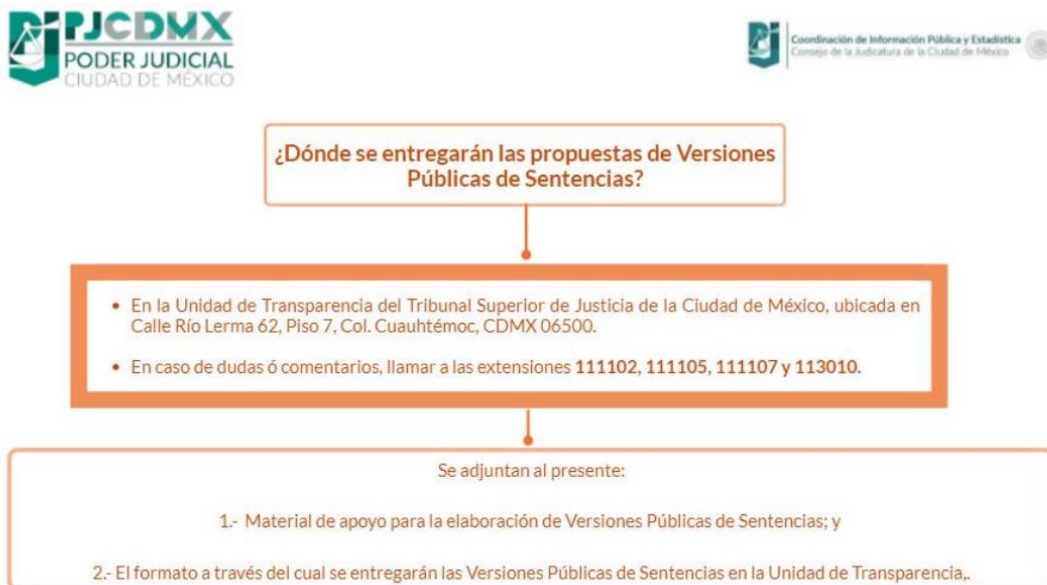 PJCDMX
PODER JUDICIAL
CIUDAD DE MÉXICO
Coordinación de Información Pública y Estadística
Consejo de la Judicatura de la Ciudad de México
¿Dónde se entregarán las propuestas de Versiones
Públicas de Sentencias?
• En la Unidad de Transparencia del Tribunal Superior de Justicia de la Ciudad de México, ubicada en
Calle Río Lerma 62, Piso 7, Col. Cuauhtémoc, CDMX 06500.
• En caso de dudas ó comentarios, llamar a las extensiones 111102, 111105, 111107 y 113010.
Se adjuntan al presente:
1.- Material de apoyo para la elaboración de Versiones Públicas de Sentencias; y
2.- El formato a través del cual se entregarán las Versiones Públicas de Sentencias en la Unidad de Transparencia,.